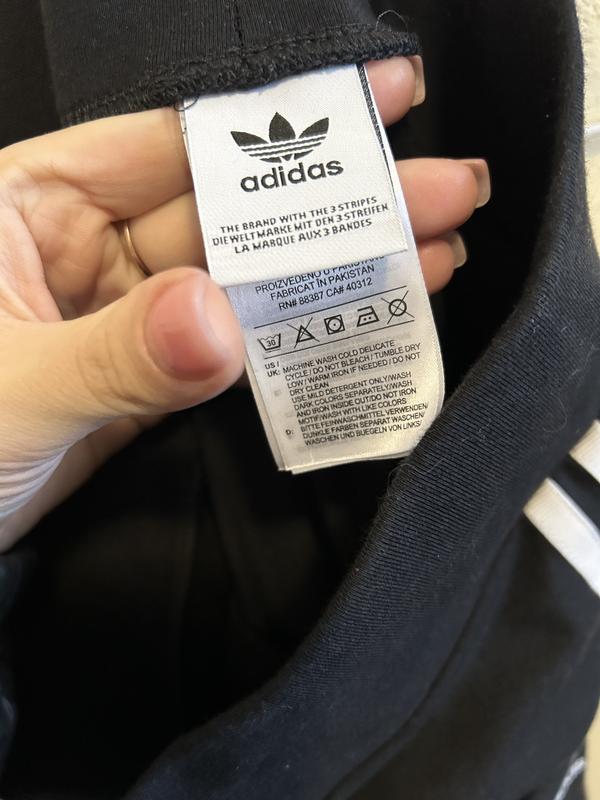 adidas
THE BRAND WITH THE 3 STRIPES
DIE WELTMARKE MIT DEN 3 STREIFEN
LA MARQUE AUX 3 BANDES
PROIZVEDENO U PAKISTANU
FABRICAT ÎN PAKISTAN
RN# 88387 CA# 40312
30
US /
UK: MACHINE WASH COLD DELICATE
CYCLE / DO NOT BLEACH / TUMBLE DRY
LOW / WARM IRON IF NEEDED / DO NOT
DRY CLEAN
USE MILD DETERGENT ONLY/WASH
DARK COLORS SEPARATELY/WASH
AND IRON INSIDE OUT/DO NOT IRON
MOTIF/WASH WITH LIKE COLORS
D: BITTE FEINWASCHMITTEL VERWENDEN/
DUNKLE FARBEN SEPARAT WASCHEN/
WASCHEN UND BUEGELN VON LINKS/